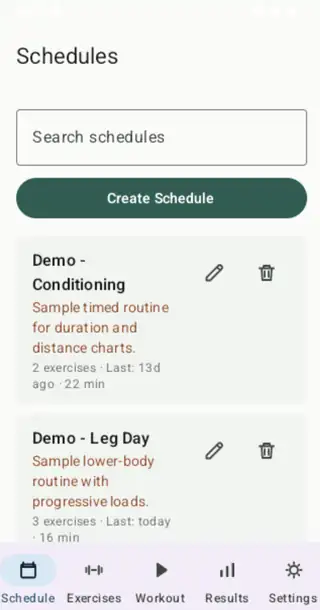 Schedules
Search schedules
Create Schedule
Demo -
Conditioning
Sample timed routine
for duration and
distance charts.
2 exercises · Last: 13d
ago · 22 min
Demo - Leg Day
Sample lower-body
routine with
progressive loads.
3 exercises · Last: today
· 16 min
Schedule
Exercises
Workout
Results
Settings